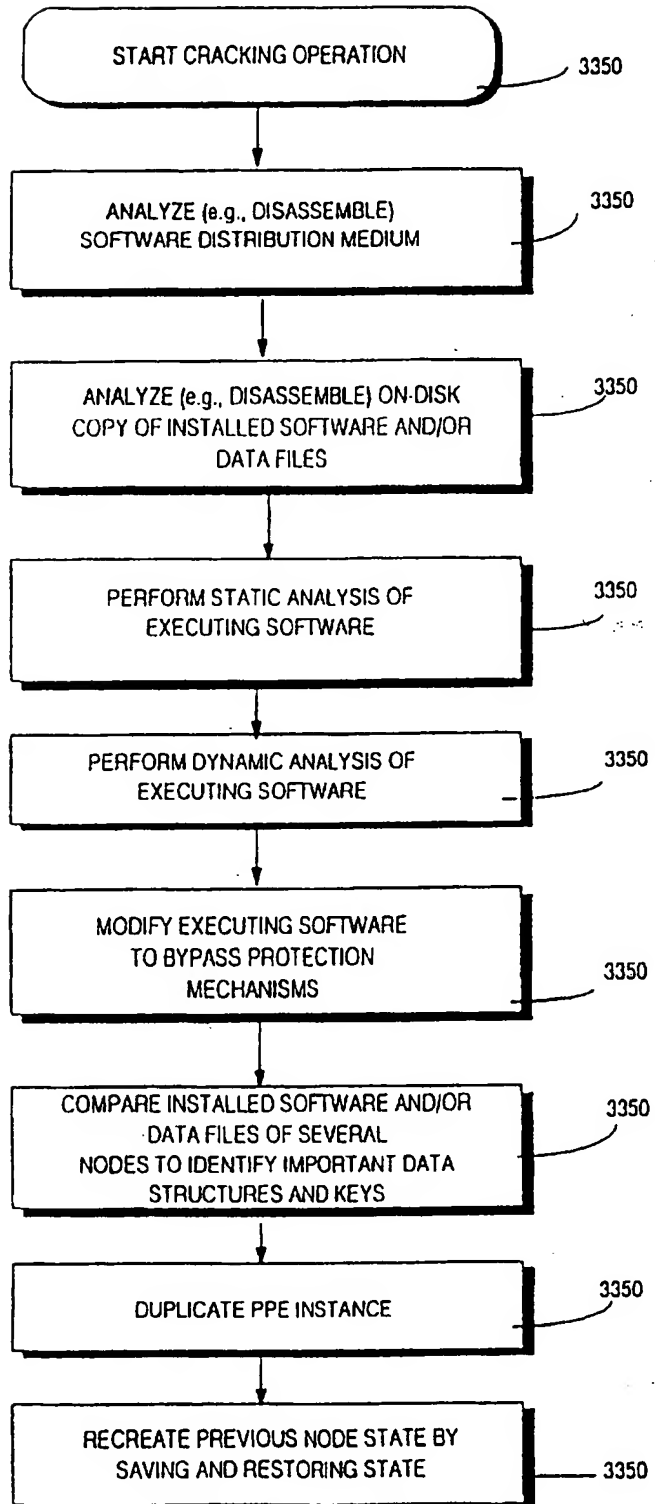 START CRACKING OPERATION
3350
ANALYZE (e.g., DISASSEMBLE)
SOFTWARE DISTRIBUTION MEDIUM
3350
ANALYZE (e.g., DISASSEMBLE) ON-DISK
COPY OF INSTALLED SOFTWARE AND/OR
DATA FILES
3350
PERFORM STATIC ANALYSIS OF
EXECUTING SOFTWARE
3350
PERFORM DYNAMIC ANALYSIS OF
EXECUTING SOFTWARE
3350
MODIFY EXECUTING SOFTWARE
TO BYPASS PROTECTION
MECHANISMS
3350
COMPARE INSTALLED SOFTWARE AND/OR
DATA FILES OF SEVERAL
NODES TO IDENTIFY IMPORTANT DATA
STRUCTURES AND KEYS
3350
DUPLICATE PPE INSTANCE
3350
RECREATE PREVIOUS NODE STATE BY
SAVING AND RESTORING STATE
3350